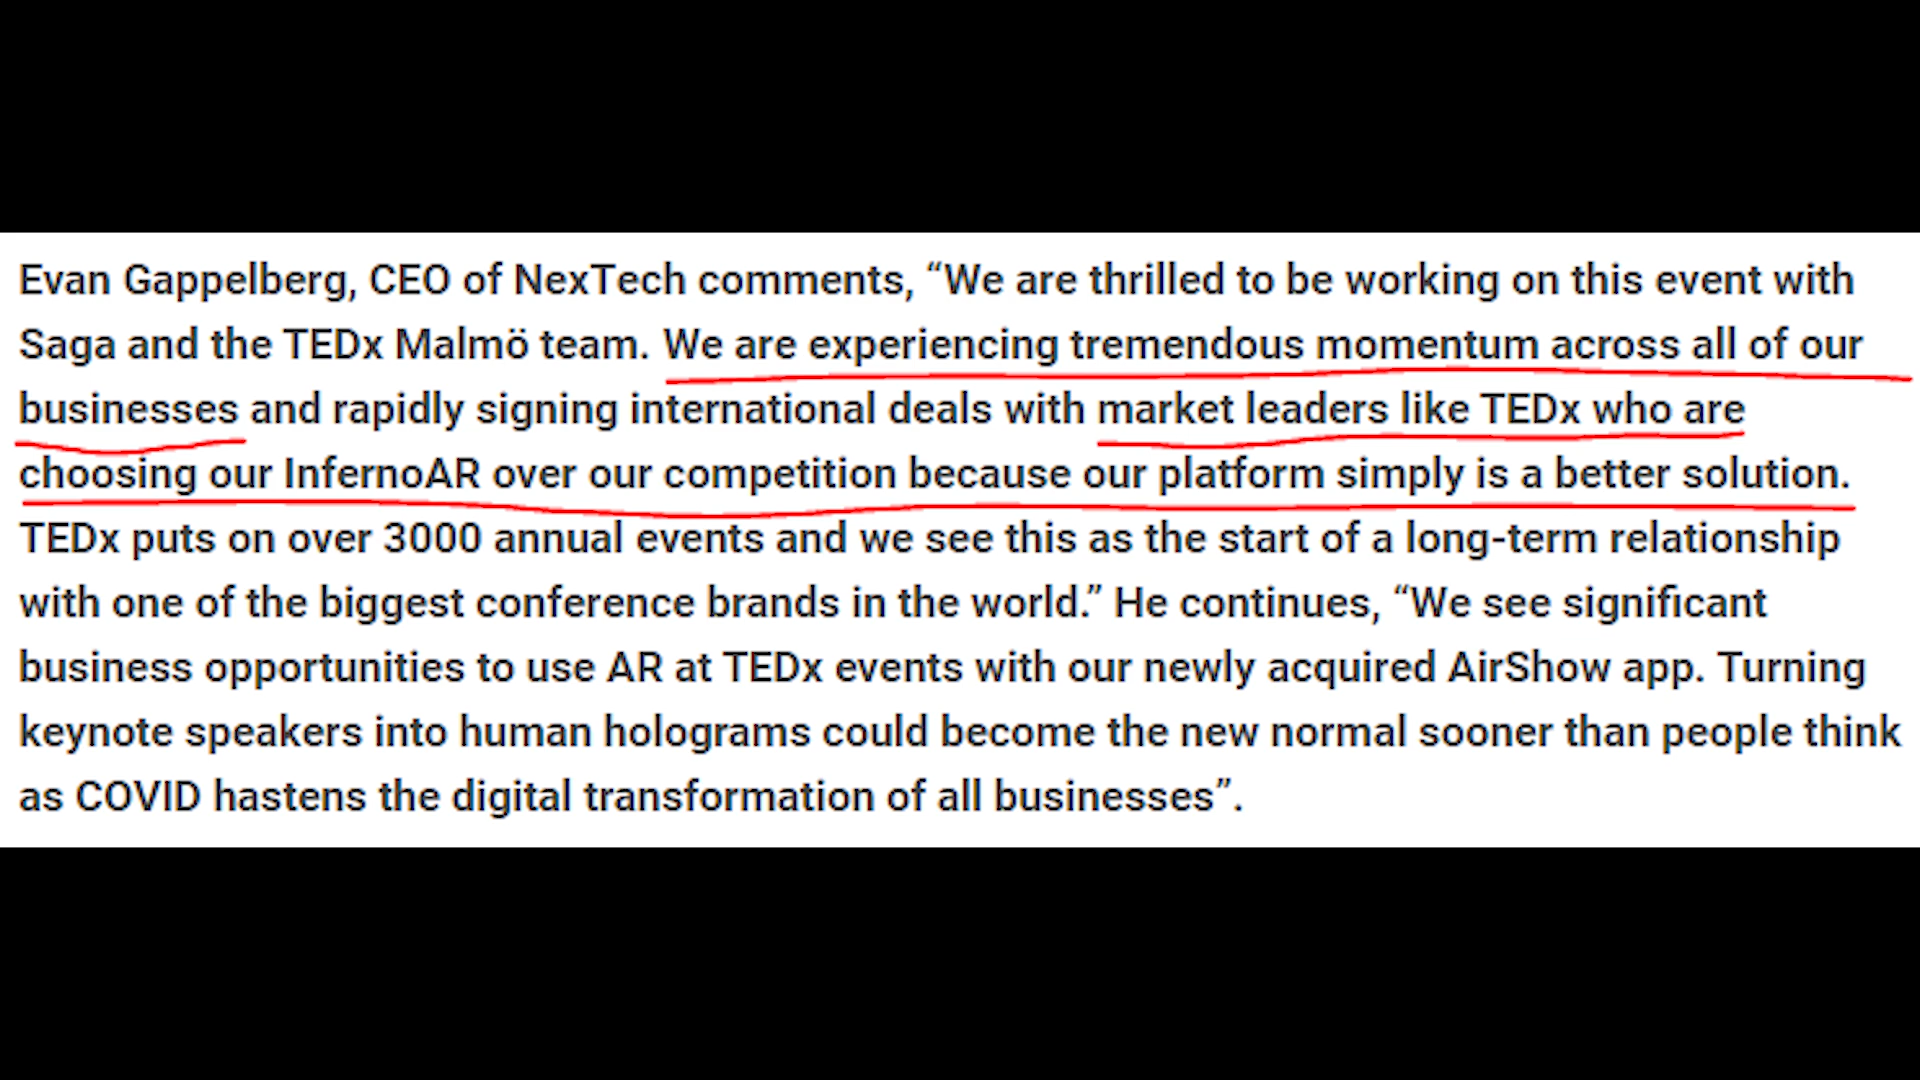 Evan Gappelberg, CEO of NexTech comments, “We are thrilled to be working on this event with
Saga and the TEDx Malmö team. We are experiencing tremendous momentum across all of our
businesses and rapidly signing international deals with market leaders like TEDx who are
choosing our InfernoAR over our competition because our platform simply is a better solution.
TEDx puts on over 3000 annual events and we see this as the start of a long-term relationship
with one of the biggest conference brands in the world.” He continues, “We see significant
business opportunities to use AR at TEDx events with our newly acquired AirShow app. Turning
keynote speakers into human holograms could become the new normal sooner than people think
as COVID hastens the digital transformation of all businesses”.